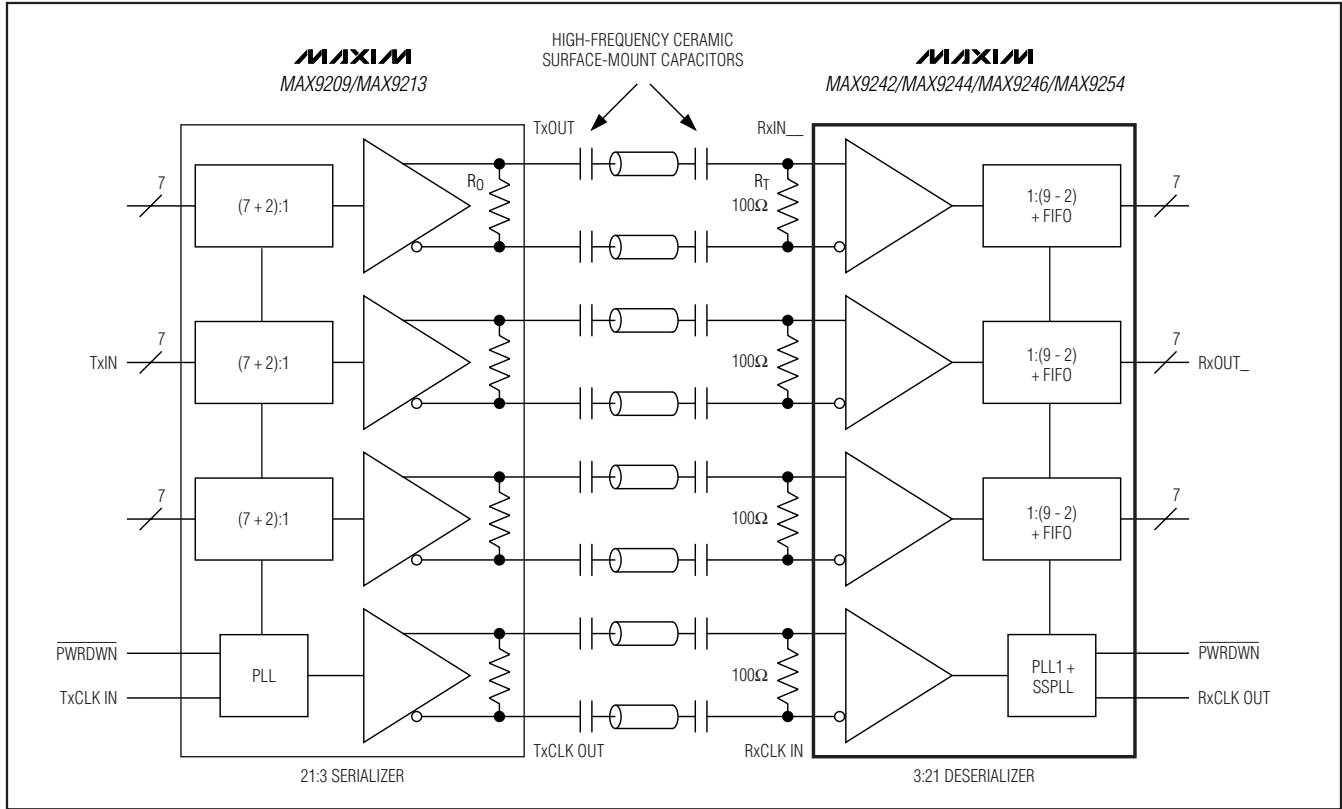 HIGH-FREQUENCY CERAMIC
SURFACE-MOUNT CAPACITORS
MAXIM
MAX9209/MAX9213
MAXIM
MAX9242/MAX9244/MAX9246/MAX9254
TxOUT
RxIN__
7
(7 + 2):1
RO
RT
100Ω
1:(9 - 2)
+ FIFO
7
TxIN
7
(7 + 2):1
100Ω
1:(9 - 2)
+ FIFO
7
RxOUT_
7
(7 + 2):1
100Ω
1:(9 - 2)
+ FIFO
7
PWRDWN
TxCLK IN
PLL
100Ω
PLL1 +
SSPLL
PWRDWN
RxCLK OUT
TxCLK OUT
RxCLK IN
21:3 SERIALIZER
3:21 DESERIALIZER